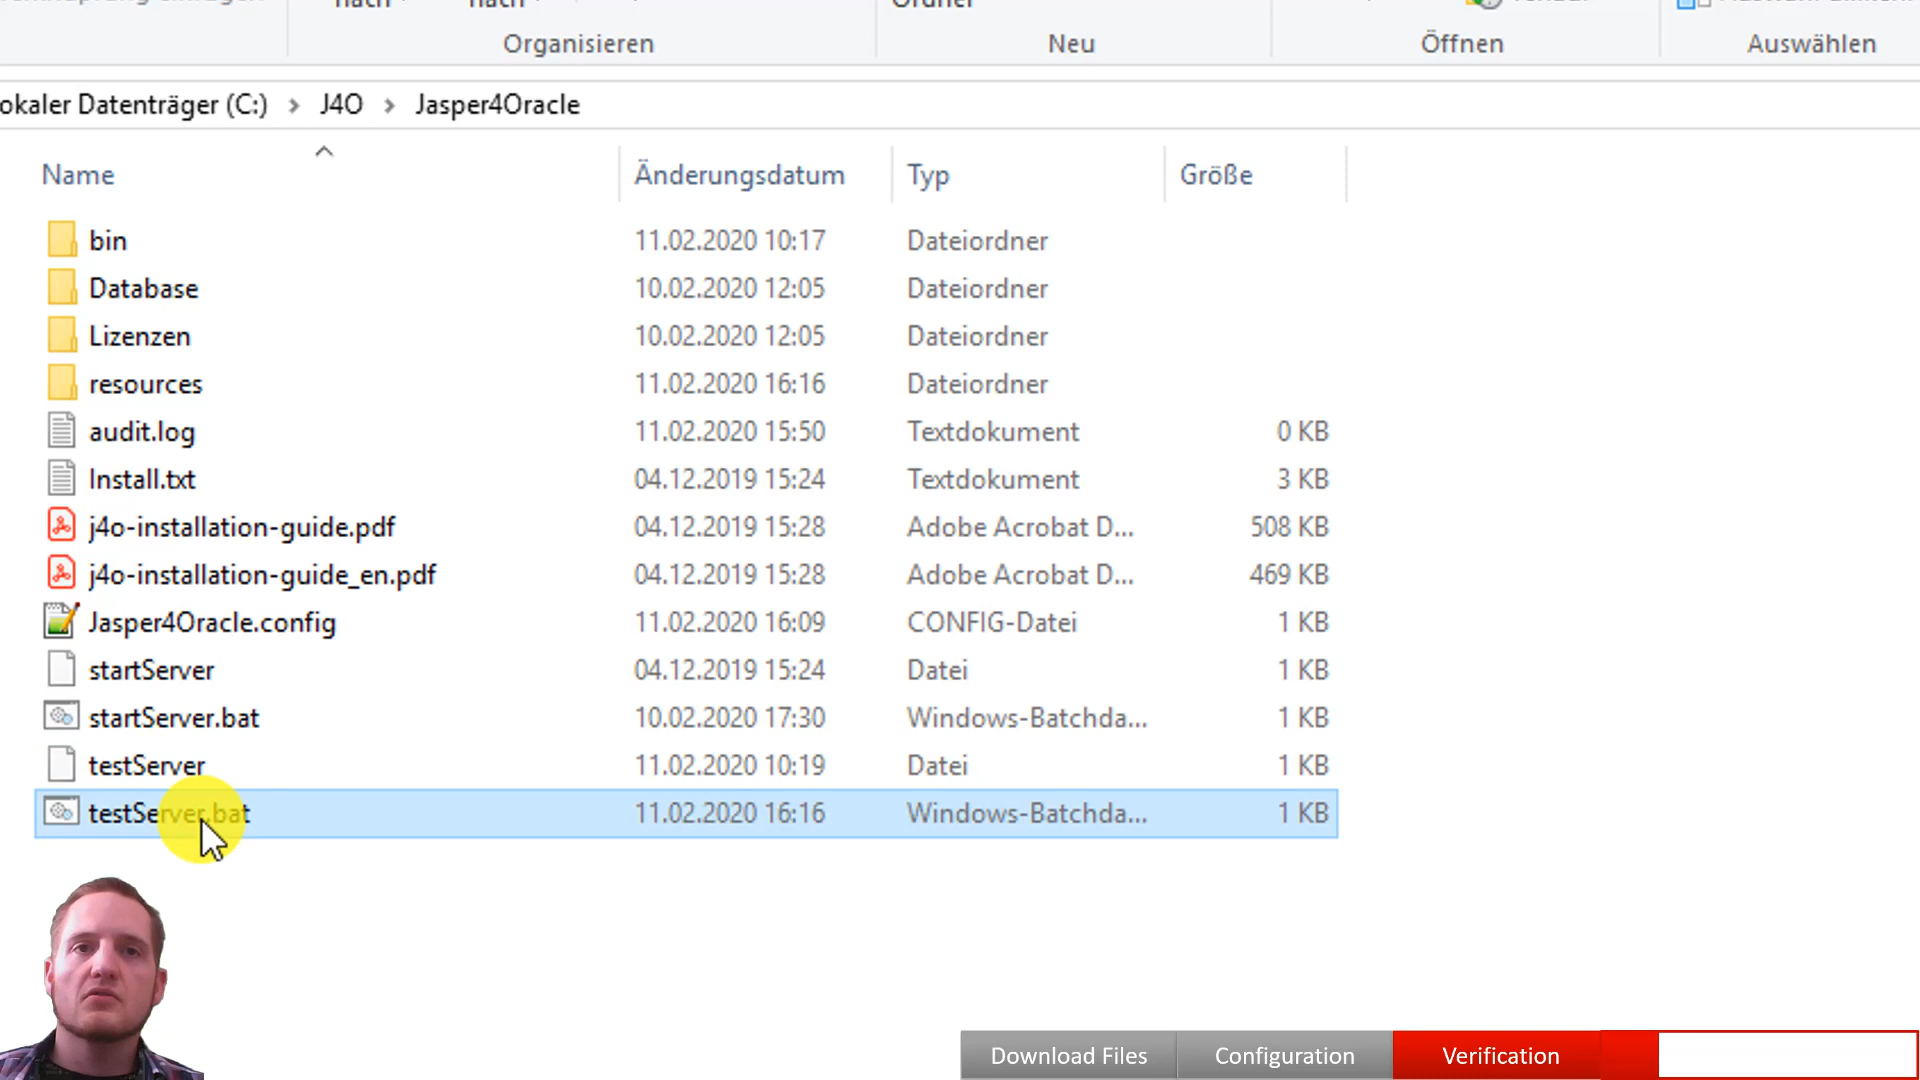 nach nach Ordner
Organisieren Neu Öffnen Auswählen
okaler Datenträger (C:) > J4O > Jasper4Oracle
Name Änderungsdatum Typ Größe
bin 11.02.2020 10:17 Dateiordner
Database 10.02.2020 12:05 Dateiordner
Lizenzen 10.02.2020 12:05 Dateiordner
resources 11.02.2020 16:16 Dateiordner
audit.log 11.02.2020 15:50 Textdokument 0 KB
Install.txt 04.12.2019 15:24 Textdokument 3 KB
j4o-installation-guide.pdf 04.12.2019 15:28 Adobe Acrobat D... 508 KB
j4o-installation-guide_en.pdf 04.12.2019 15:28 Adobe Acrobat D... 469 KB
Jasper4Oracle.config 11.02.2020 16:09 CONFIG-Datei 1 KB
startServer 04.12.2019 15:24 Datei 1 KB
startServer.bat 10.02.2020 17:30 Windows-Batchda... 1 KB
testServer 11.02.2020 10:19 Datei 1 KB
testServer.bat 11.02.2020 16:16 Windows-Batchda... 1 KB
Download Files Configuration Verification